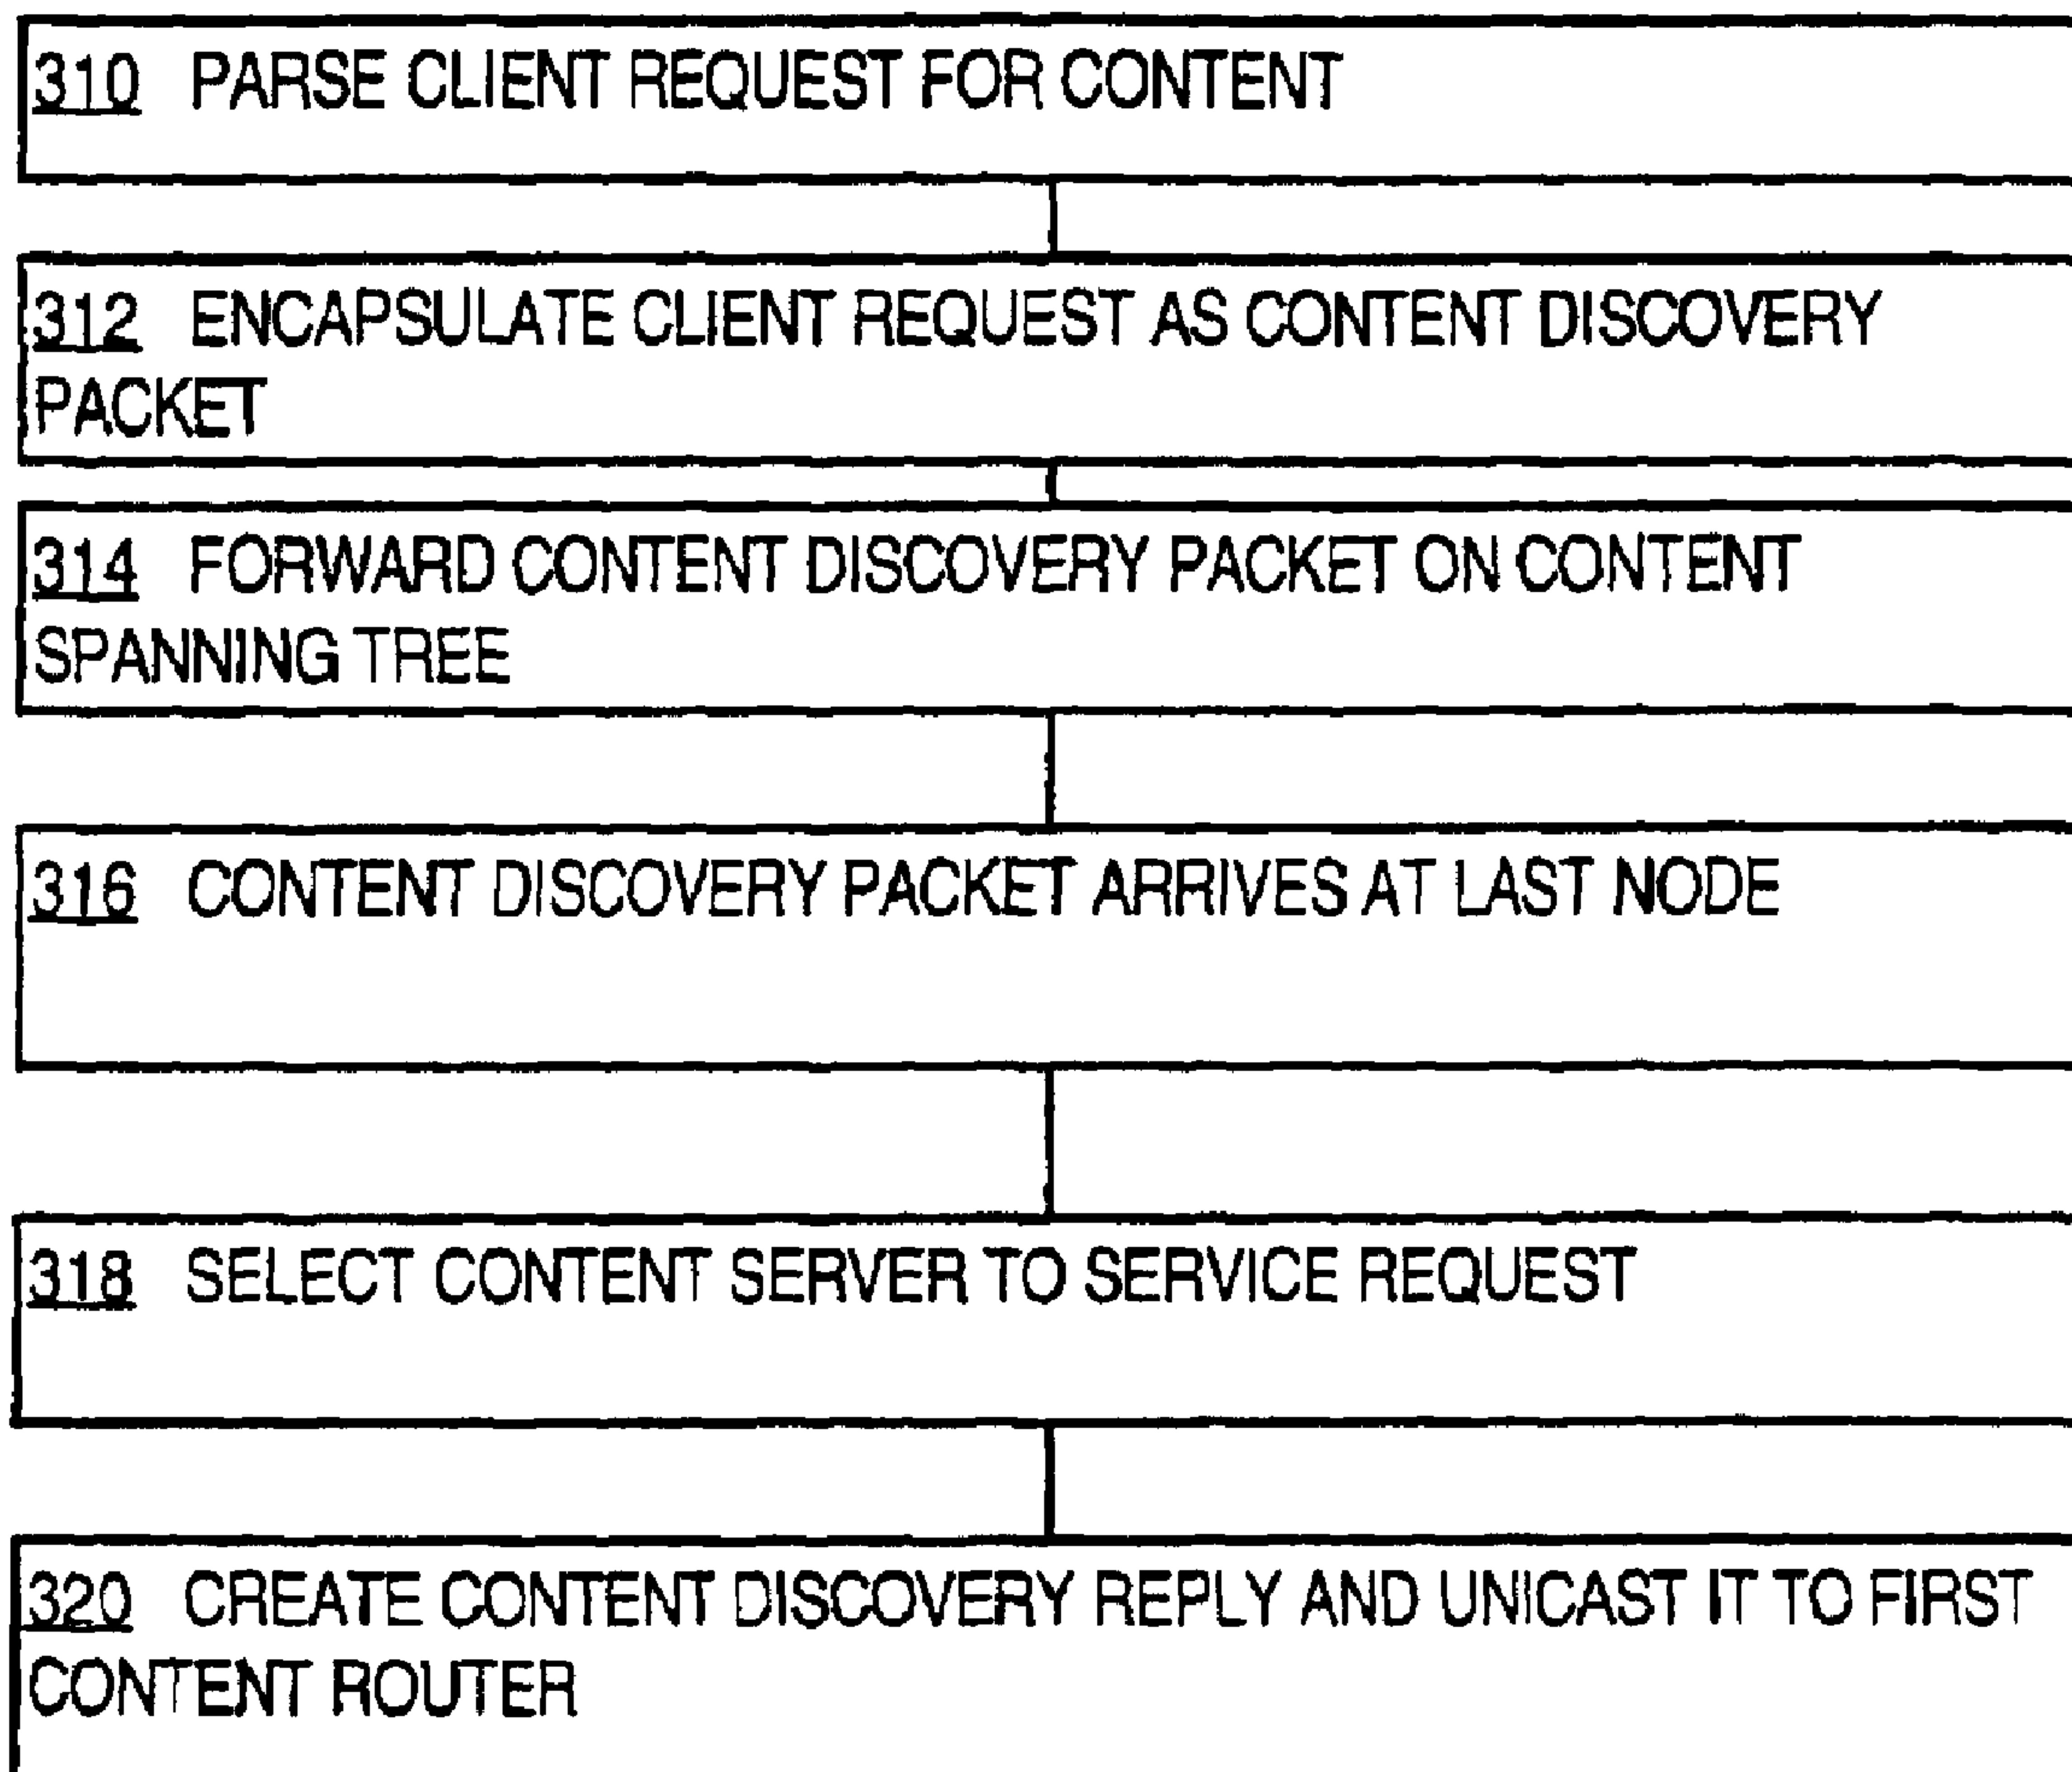 310 PARSE CLIENT REQUEST FOR CONTENT
312 ENCAPSULATE CLIENT REQUEST AS CONTENT DISCOVERY
PACKET
314 FORWARD CONTENT DISCOVERY PACKET ON CONTENT
SPANNING TREE
316 CONTENT DISCOVERY PACKET ARRIVES AT LAST NODE
318 SELECT CONTENT SERVER TO SERVICE REQUEST
320 CREATE CONTENT DISCOVERY REPLY AND UNICAST IT TO FIRST
CONTENT ROUTER